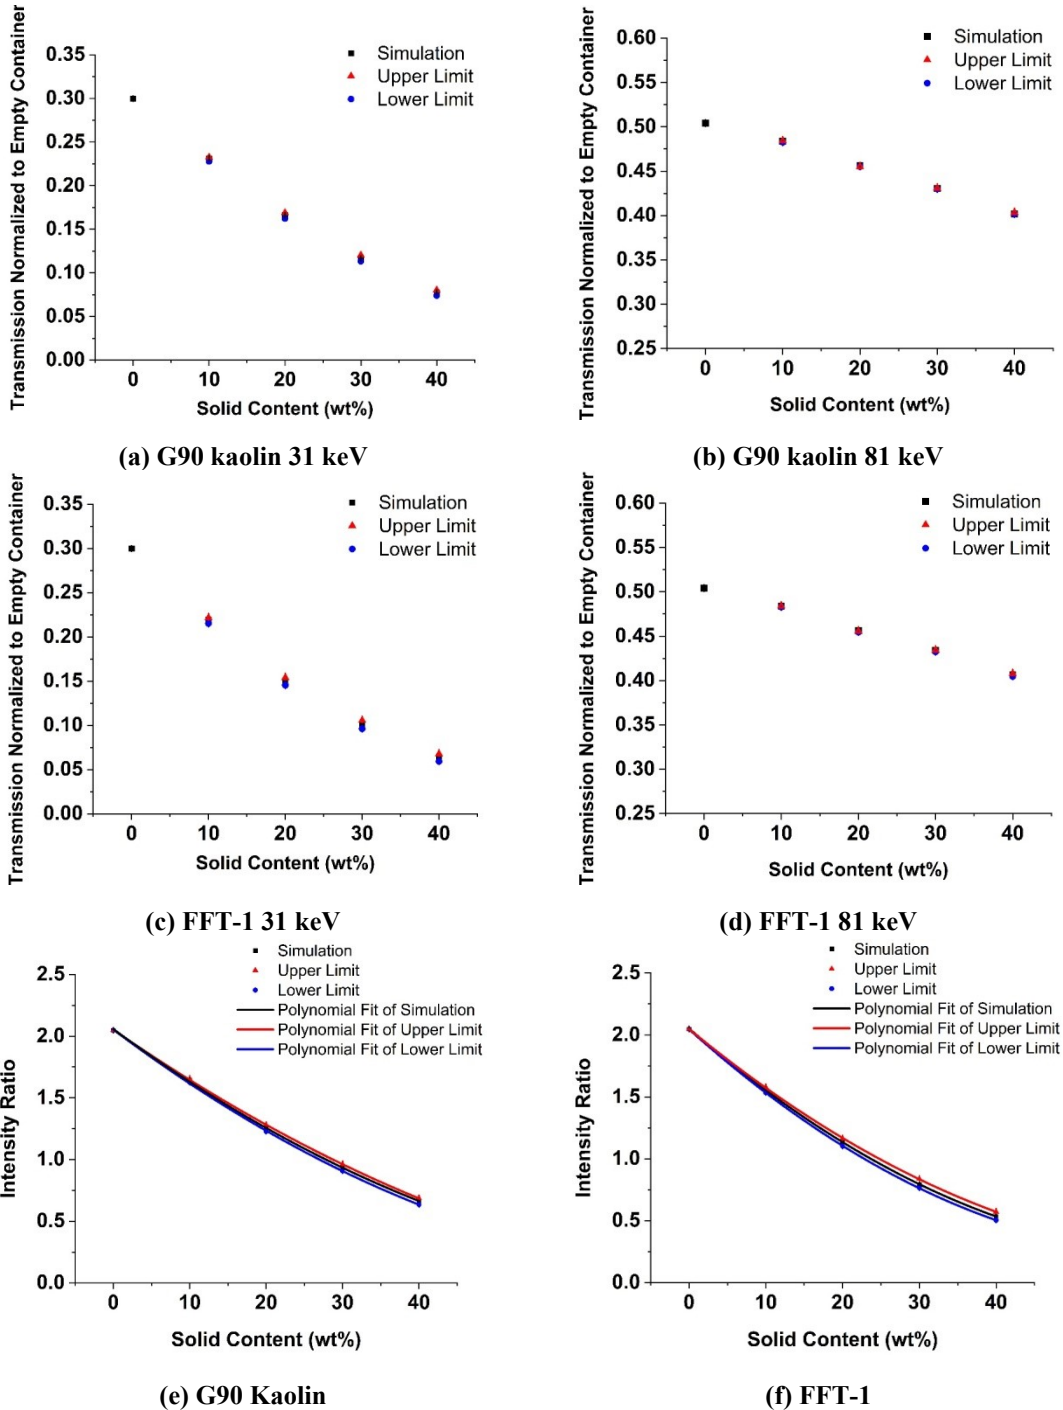 Transmission Normalized to Empty Container
0.35
0.30
0.25
0.20
0.15
0.10
0.05
0.00
Simulation
Upper Limit
Lower Limit
0 10 20 30 40
Solid Content (wt%)
(a) G90 kaolin 31 keV
Transmission Normalized to Empty Container
0.60
0.55
0.50
0.45
0.40
0.35
0.30
0.25
Simulation
Upper Limit
Lower Limit
0 10 20 30 40
Solid Content (wt%)
(b) G90 kaolin 81 keV
Transmission Normalized to Empty Container
0.35
0.30
0.25
0.20
0.15
0.10
0.05
0.00
Simulation
Upper Limit
Lower Limit
0 10 20 30 40
Solid Content (wt%)
(c) FFT-1 31 keV
Transmission Normalized to Empty Container
0.60
0.55
0.50
0.45
0.40
0.35
0.30
0.25
Simulation
Upper Limit
Lower Limit
0 10 20 30 40
Solid Content (wt%)
(d) FFT-1 81 keV
Intensity Ratio
2.5
2.0
1.5
1.0
0.5
0.0
Simulation
Upper Limit
Lower Limit
Polynomial Fit of Simulation
Polynomial Fit of Upper Limit
Polynomial Fit of Lower Limit
0 10 20 30 40
Solid Content (wt%)
(e) G90 Kaolin
Intensity Ratio
2.5
2.0
1.5
1.0
0.5
0.0
Simulation
Upper Limit
Lower Limit
Polynomial Fit of Simulation
Polynomial Fit of Upper Limit
Polynomial Fit of Lower Limit
0 10 20 30 40
Solid Content (wt%)
(f) FFT-1